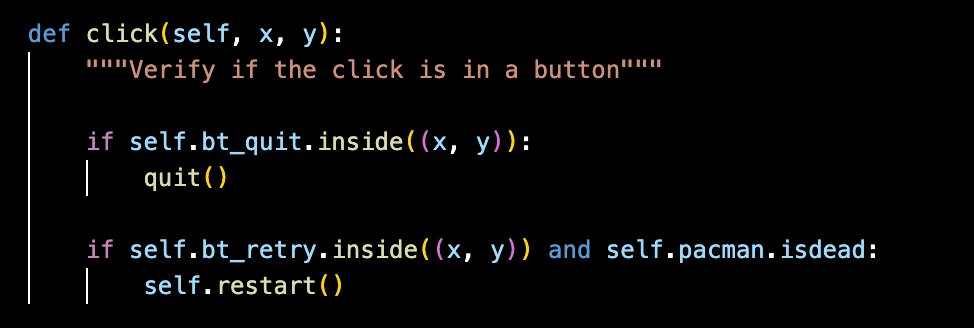 def click(self, x, y):
    """Verify if the click is in a button"""
    if self.bt_quit.inside((x, y)):
        quit()
    if self.bt_retry.inside((x, y)) and self.pacman.isdead:
        self.restart()